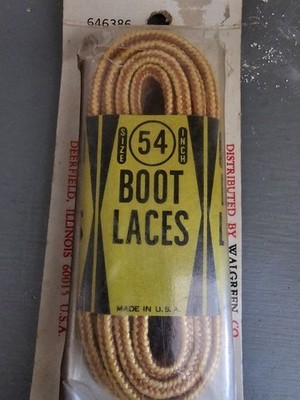 646386
SIZE 54 INCH
BOOT
LACES
MADE IN U.S.A.
DISTRIBUTED BY WALGREEN CO.
DEERFIELD, ILLINOIS 60015 U.S.A.